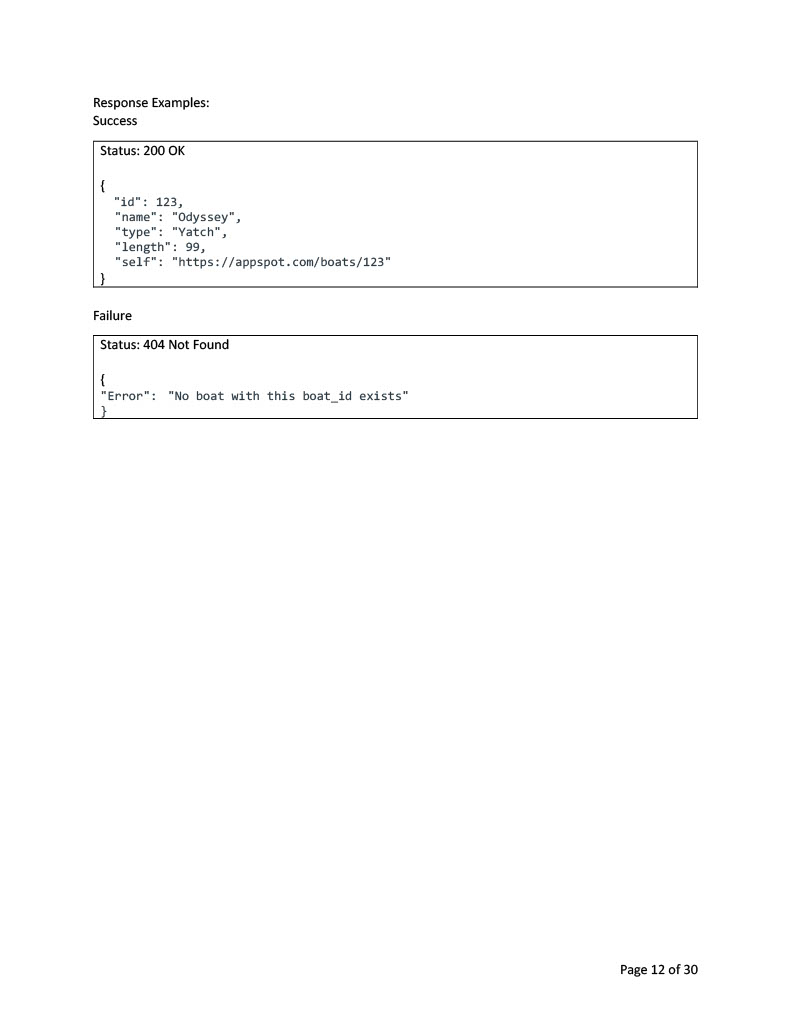 Response Examples:
Success
Status: 200 OK
{
"id": 123,
"name": "Odyssey",
"type": "Yatch",
"length": 99,
"self": "https://appspot.com/boats/123"
}
Failure
Status: 404 Not Found
{
"Error": "No boat with this boat_id exists"
}
Page 12 of 30